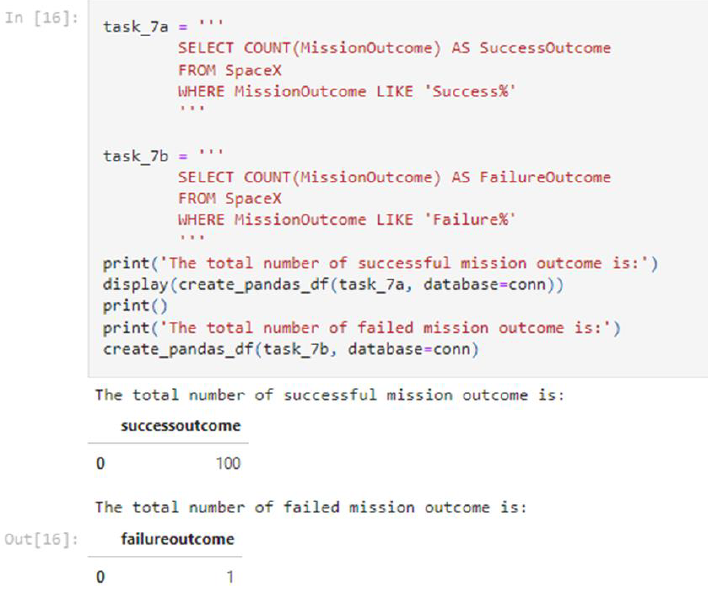 In [16]:
task_7a = '''
SELECT COUNT(MissionOutcome) AS SuccessOutcome
FROM SpaceX
WHERE MissionOutcome LIKE 'Success%'
'''
task_7b = '''
SELECT COUNT(MissionOutcome) AS FailureOutcome
FROM SpaceX
WHERE MissionOutcome LIKE 'Failure%'
'''
print('The total number of successful mission outcome is:')
display(create_pandas_df(task_7a, database=conn))
print()
print('The total number of failed mission outcome is:')
create_pandas_df(task_7b, database=conn)
The total number of successful mission outcome is:
successoutcome
0 100
The total number of failed mission outcome is:
Out[16]: failureoutcome
0 1